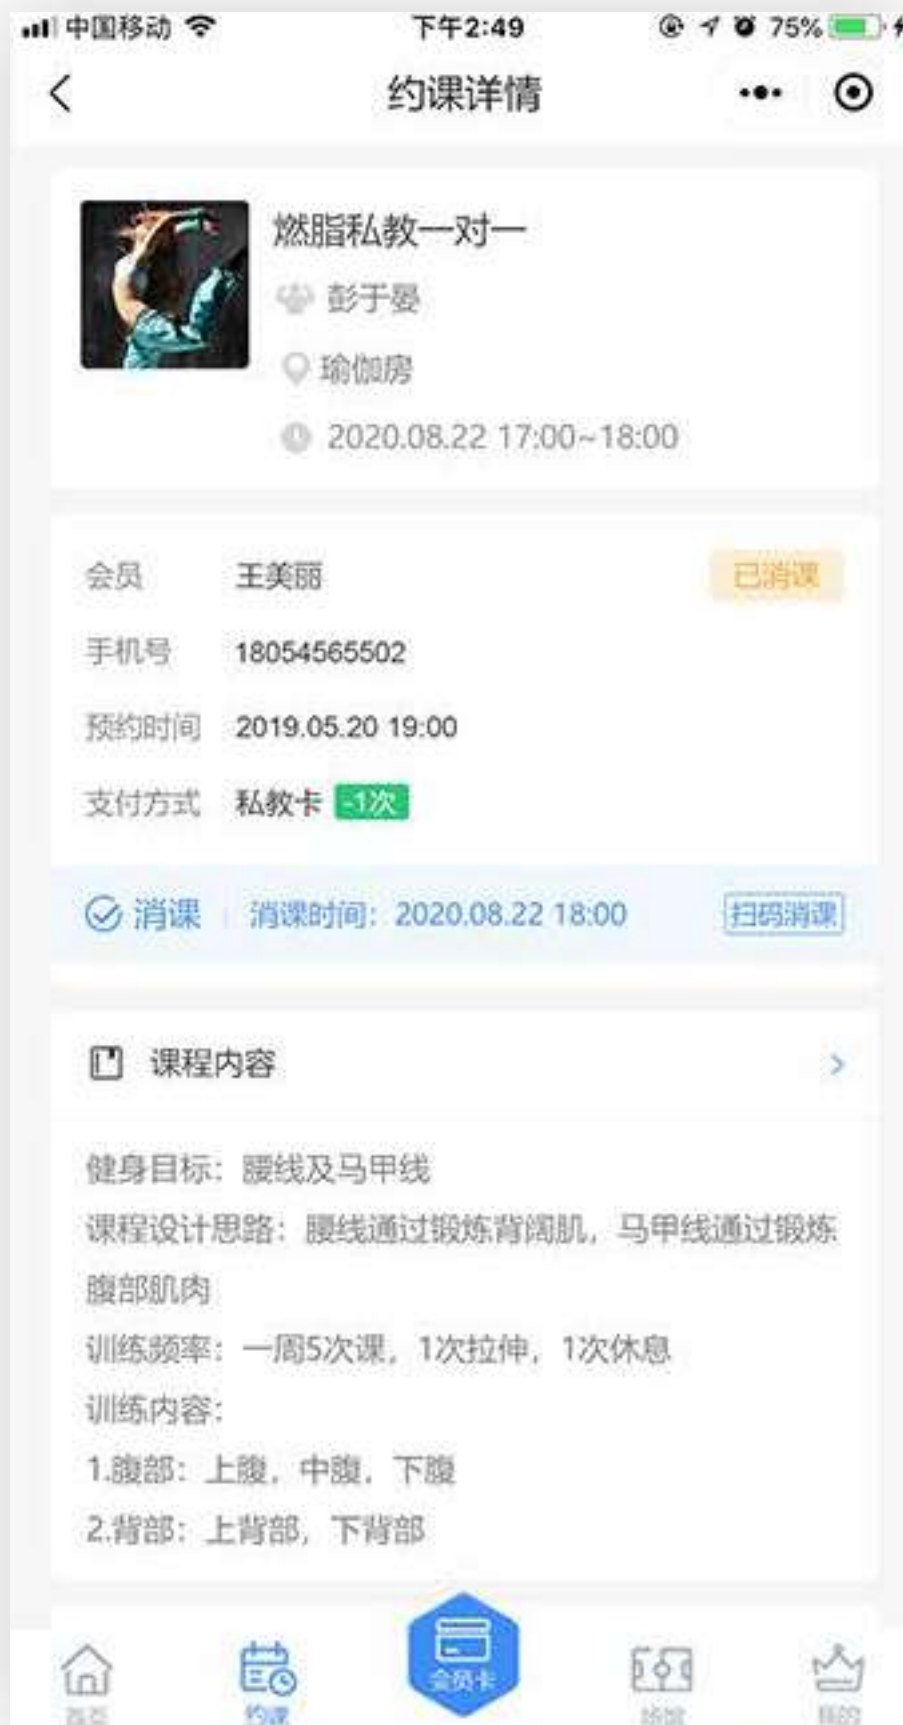 中国移动 下午2:49 75%
约课详情
燃脂私教一对一
彭于晏
瑜伽房
2020.08.22 17:00~18:00
会员 王美丽 已消课
手机号 18054565502
预约时间 2019.05.20 19:00
支付方式 私教卡 -1次
消课 消课时间：2020.08.22 18:00 扫码消课
课程内容
健身目标：腰线及马甲线
课程设计思路：腰线通过锻炼背阔肌，马甲线通过锻炼
腹部肌肉
训练频率：一周5次课，1次拉伸，1次休息
训练内容：
1.腹部：上腹，中腹，下腹
2.背部：上背部，下背部
首页 约课 会员卡 场馆 我的